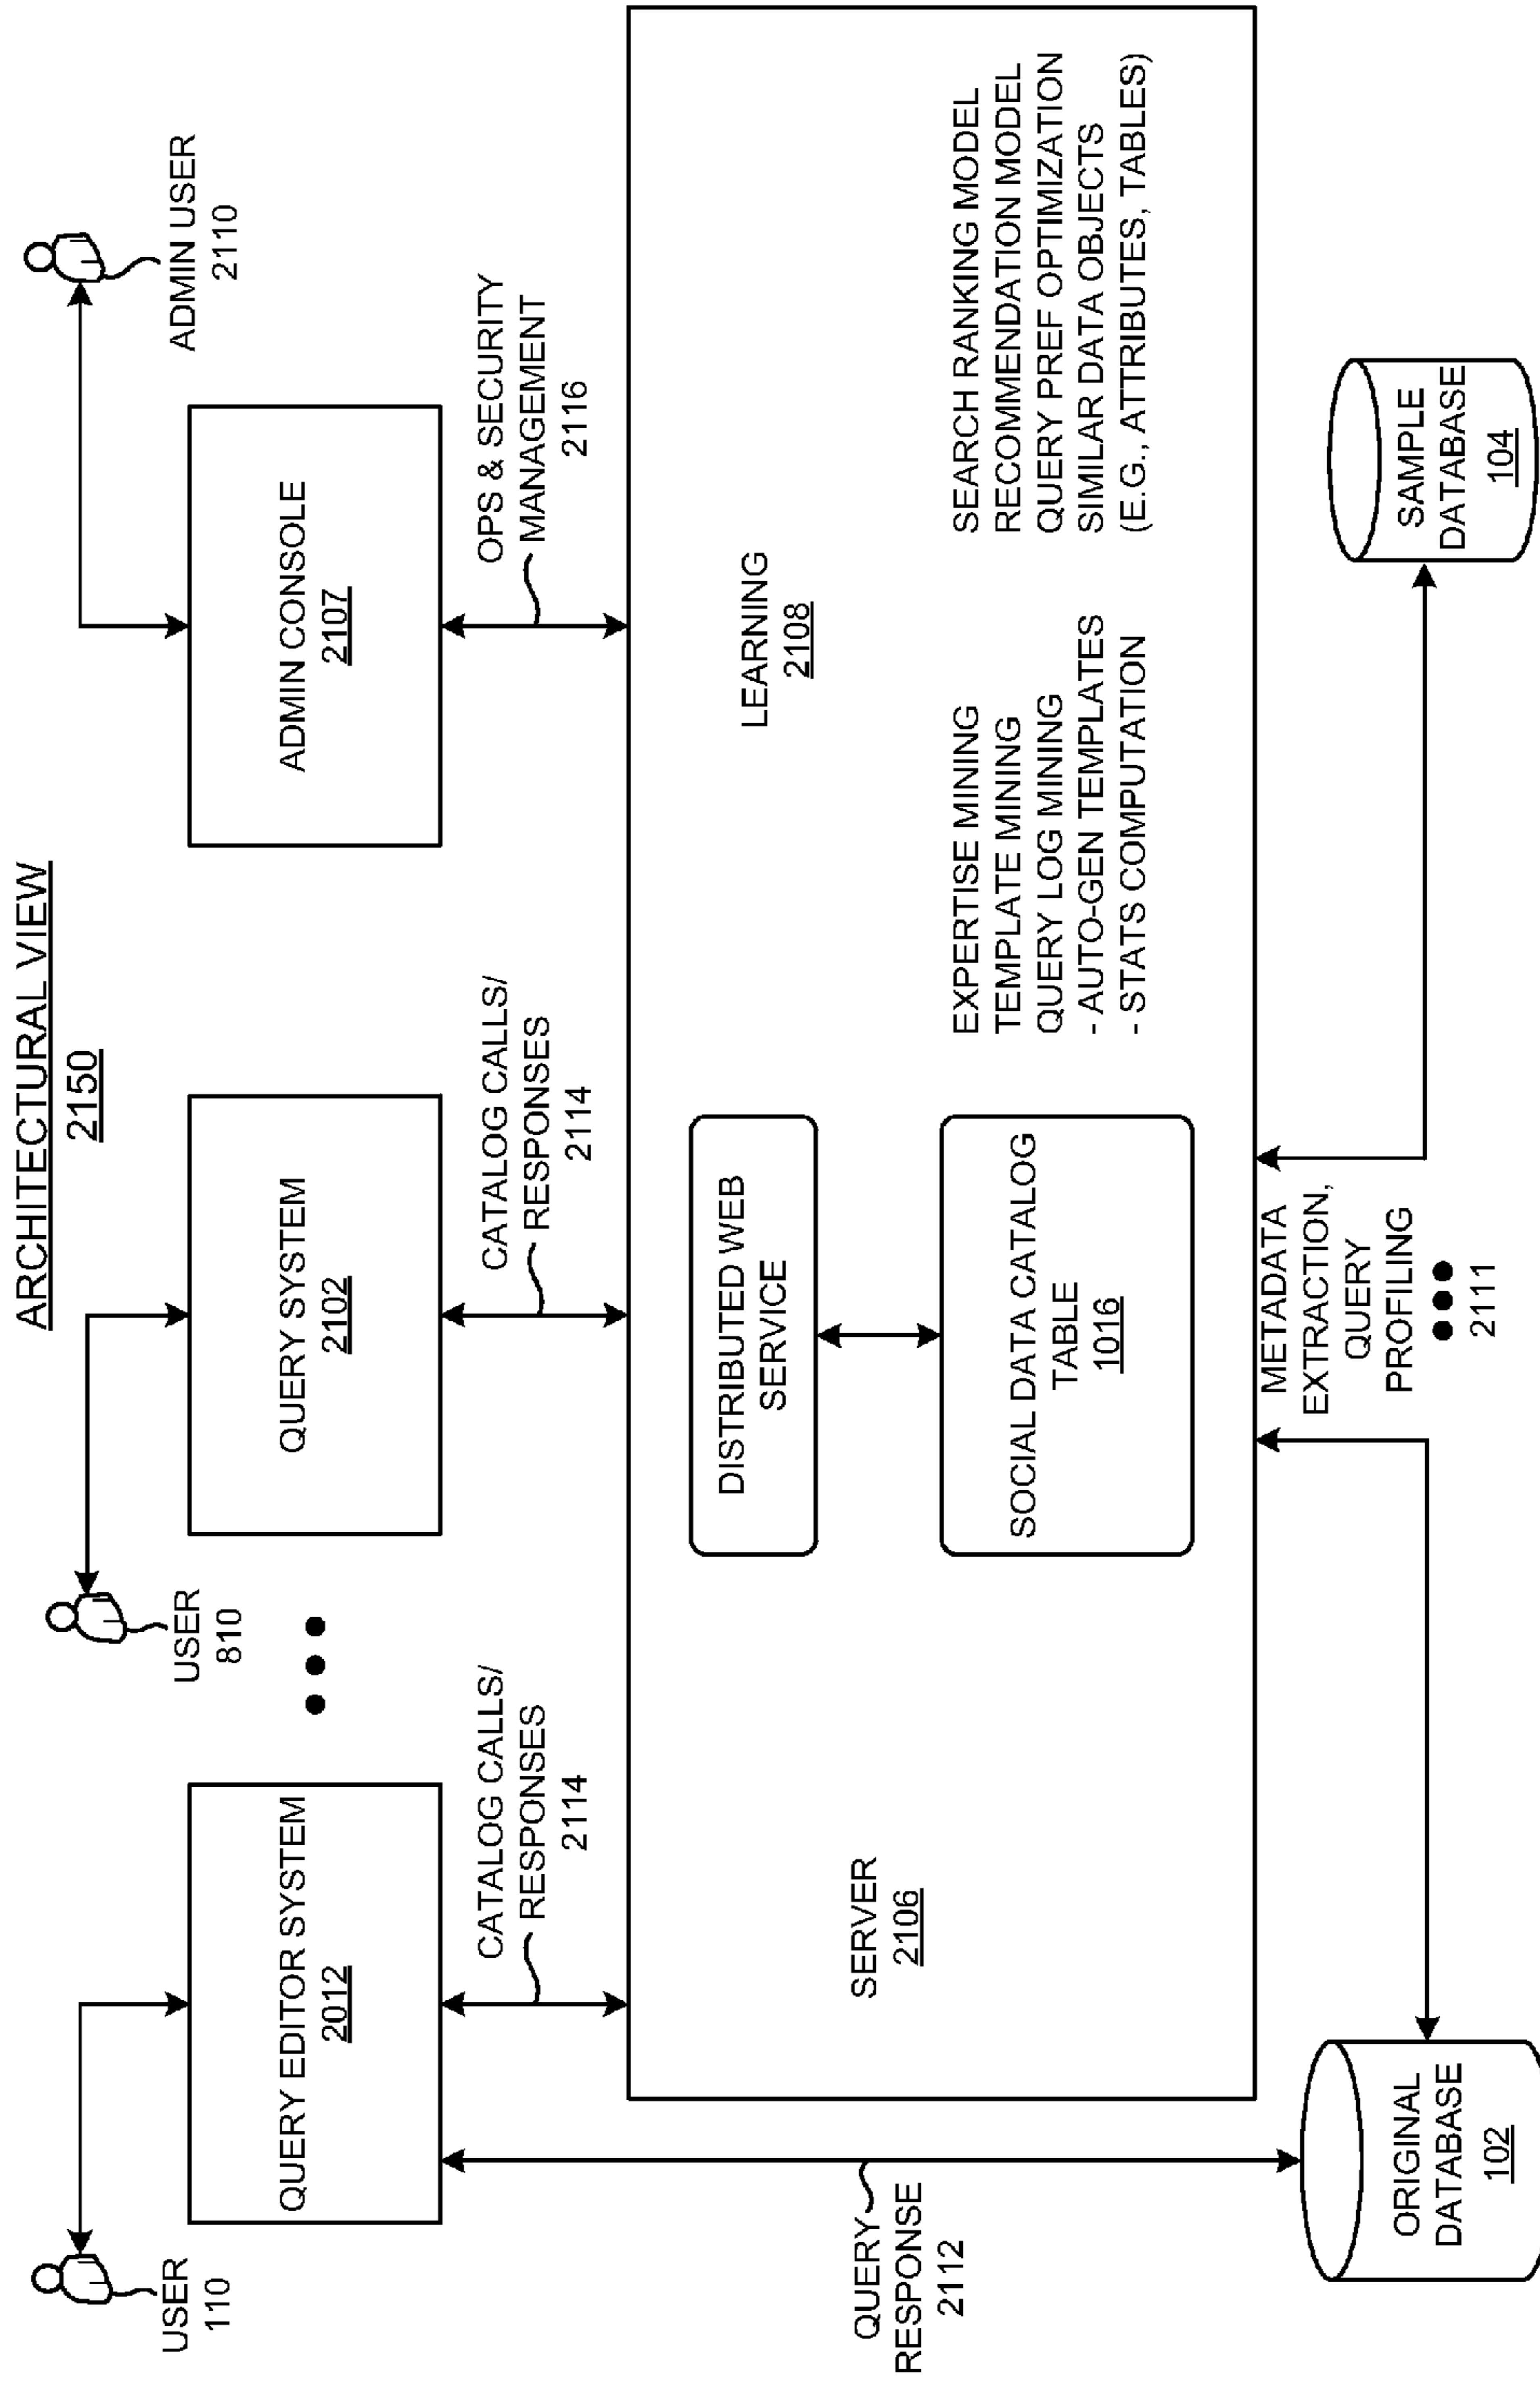 ARCHITECTURAL VIEW
2150
USER
110
USER
810
ADMIN USER
2110
QUERY EDITOR SYSTEM
2012
QUERY SYSTEM
2102
ADMIN CONSOLE
2107
CATALOG CALLS/
RESPONSES
2114
CATALOG CALLS/
RESPONSES
2114
OPS & SECURITY
MANAGEMENT
2116
QUERY
RESPONSE
2112
SERVER
2106
DISTRIBUTED WEB
SERVICE
SOCIAL DATA CATALOG
TABLE
1016
LEARNING
2108
EXPERTISE MINING
TEMPLATE MINING
QUERY LOG MINING
- AUTO-GEN TEMPLATES
- STATS COMPUTATION
SEARCH RANKING MODEL
RECOMMENDATION MODEL
QUERY PREF OPTIMIZATION
SIMILAR DATA OBJECTS
(E.G., ATTRIBUTES, TABLES)
ORIGINAL
DATABASE
102
METADATA
EXTRACTION,
QUERY
PROFILING
2111
SAMPLE
DATABASE
104